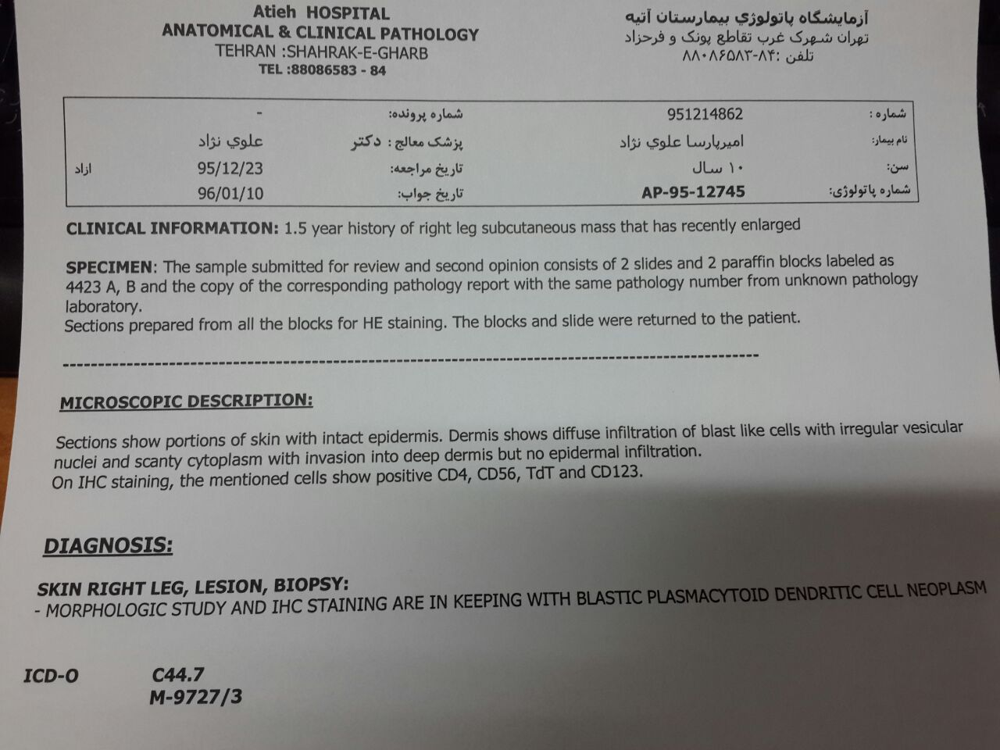 Atieh HOSPITAL
ANATOMICAL & CLINICAL PATHOLOGY
TEHRAN :SHAHRAK-E-GHARB
TEL :88086583 - 84
آزمایشگاه پاتولوژي بیمارستان آتیه
تهران شهرک غرب تقاطع پونک و فرحزاد
تلفن :۸۴-۸۸۰۸۶۵۸۳
شماره : 951214862 شماره پرونده: -
نام بیمار: امیرپارسا علوي نژاد پزشک معالج : دکتر علوي نژاد
سن: ۱۰ سال تاریخ مراجعه: 95/12/23 ازاد
شماره پاتولوژی: AP-95-12745 تاریخ جواب: 96/01/10
CLINICAL INFORMATION: 1.5 year history of right leg subcutaneous mass that has recently enlarged
SPECIMEN: The sample submitted for review and second opinion consists of 2 slides and 2 paraffin blocks labeled as
4423 A, B and the copy of the corresponding pathology report with the same pathology number from unknown pathology
laboratory.
Sections prepared from all the blocks for HE staining. The blocks and slide were returned to the patient.
MICROSCOPIC DESCRIPTION:
Sections show portions of skin with intact epidermis. Dermis shows diffuse infiltration of blast like cells with irregular vesicular
nuclei and scanty cytoplasm with invasion into deep dermis but no epidermal infiltration.
On IHC staining, the mentioned cells show positive CD4, CD56, TdT and CD123.
DIAGNOSIS:
SKIN RIGHT LEG, LESION, BIOPSY:
- MORPHOLOGIC STUDY AND IHC STAINING ARE IN KEEPING WITH BLASTIC PLASMACYTOID DENDRITIC CELL NEOPLASM
ICD-O C44.7
M-9727/3